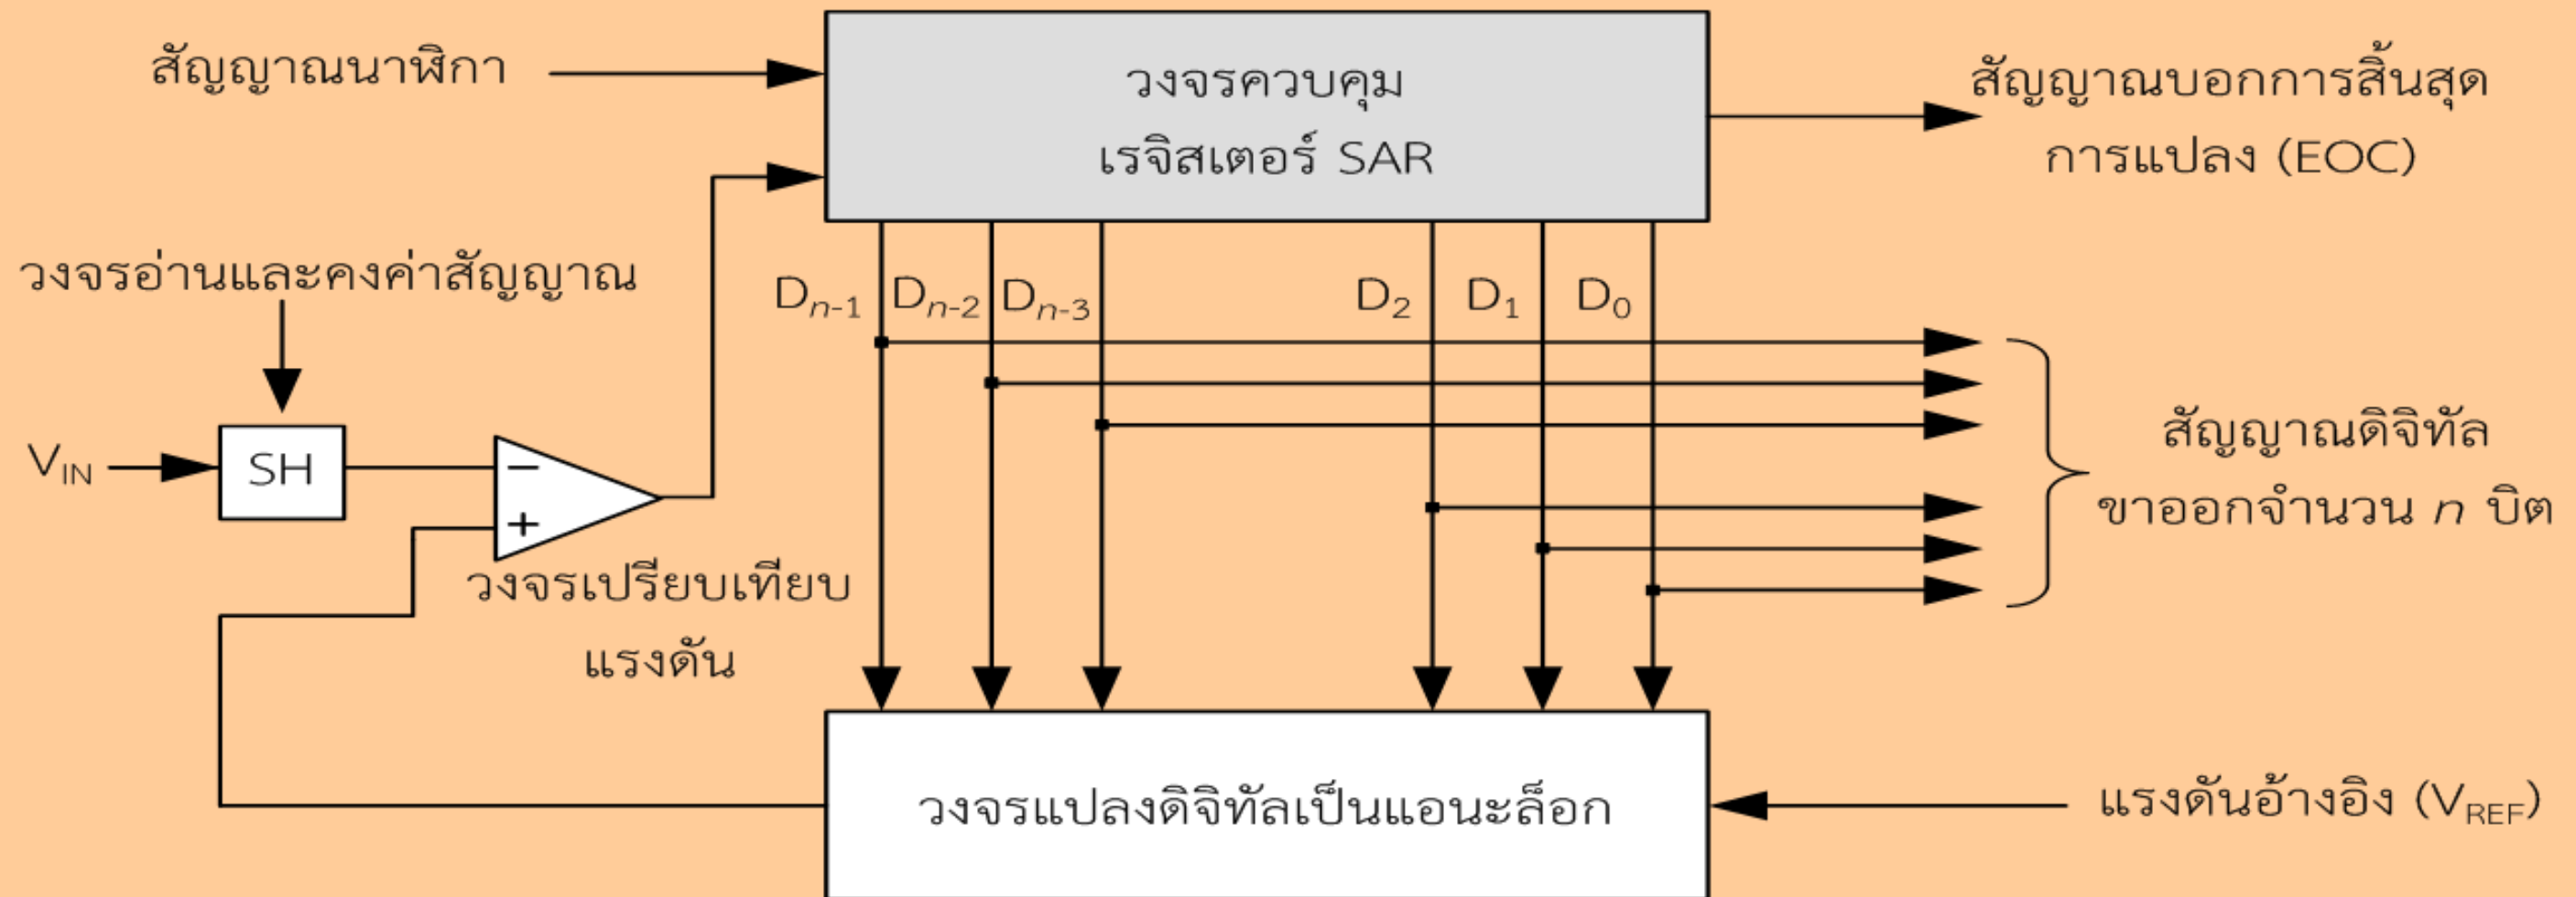 สัญญาณนาฬิกา
วงจรควบคุม
เรจิสเตอร์ SAR
สัญญาณบอกการสิ้นสุด
การแปลง (EOC)
วงจรอ่านและคงค่าสัญญาณ
Dn-1 Dn-2 Dn-3 D2 D1 D0
VIN
SH
−
+
วงจรเปรียบเทียบ
แรงดัน
สัญญาณดิจิทัล
ขาออกจำนวน n บิต
วงจรแปลงดิจิทัลเป็นแอนะล็อก
แรงดันอ้างอิง (VREF)